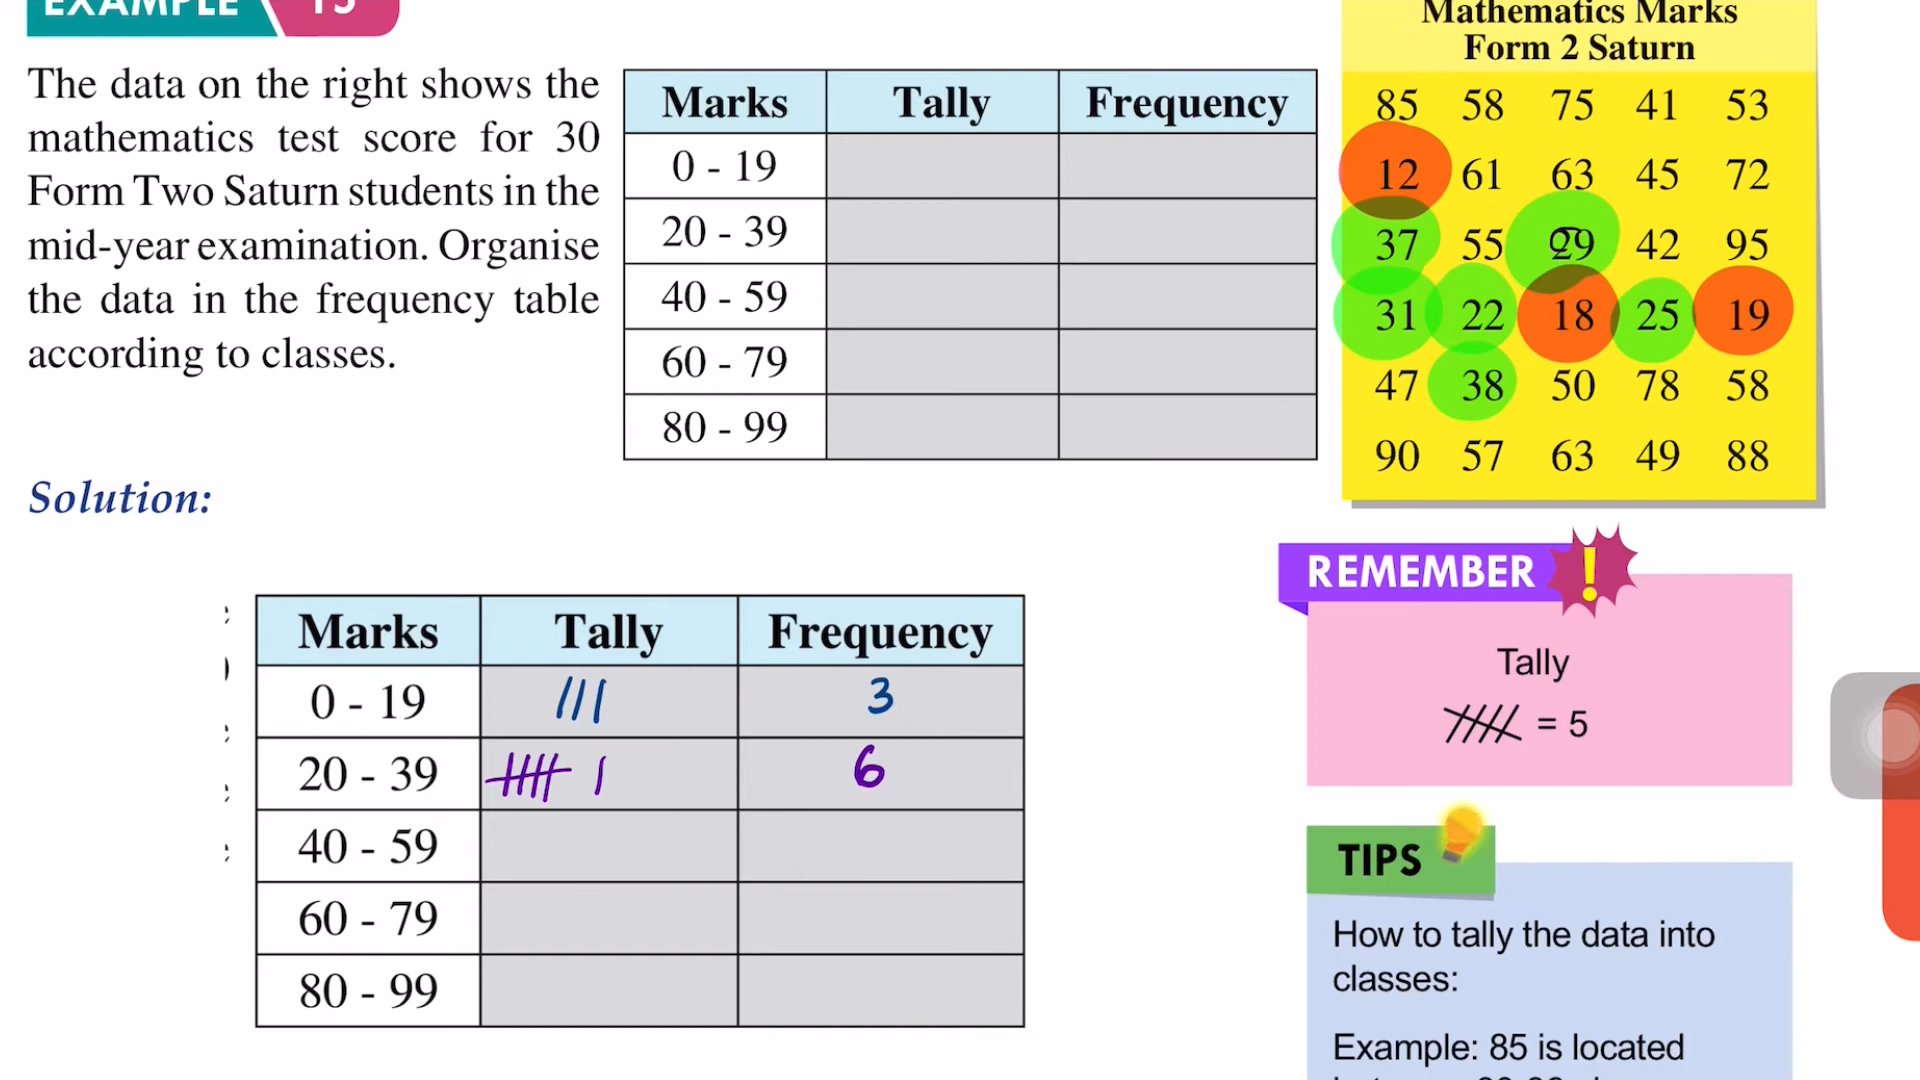 EXAMPLE 15
The data on the right shows the
mathematics test score for 30
Form Two Saturn students in the
mid-year examination. Organise
the data in the frequency table
according to classes.
Marks Tally Frequency
0 - 19
20 - 39
40 - 59
60 - 79
80 - 99
Mathematics Marks
Form 2 Saturn
85 58 75 41 53
12 61 63 45 72
37 55 29 42 95
31 22 18 25 19
47 38 50 78 58
90 57 63 49 88
Solution:
Marks Tally Frequency
0 - 19 3
20 - 39 6
40 - 59
60 - 79
80 - 99
REMEMBER !
Tally
= 5
TIPS
How to tally the data into
classes:
Example: 85 is located